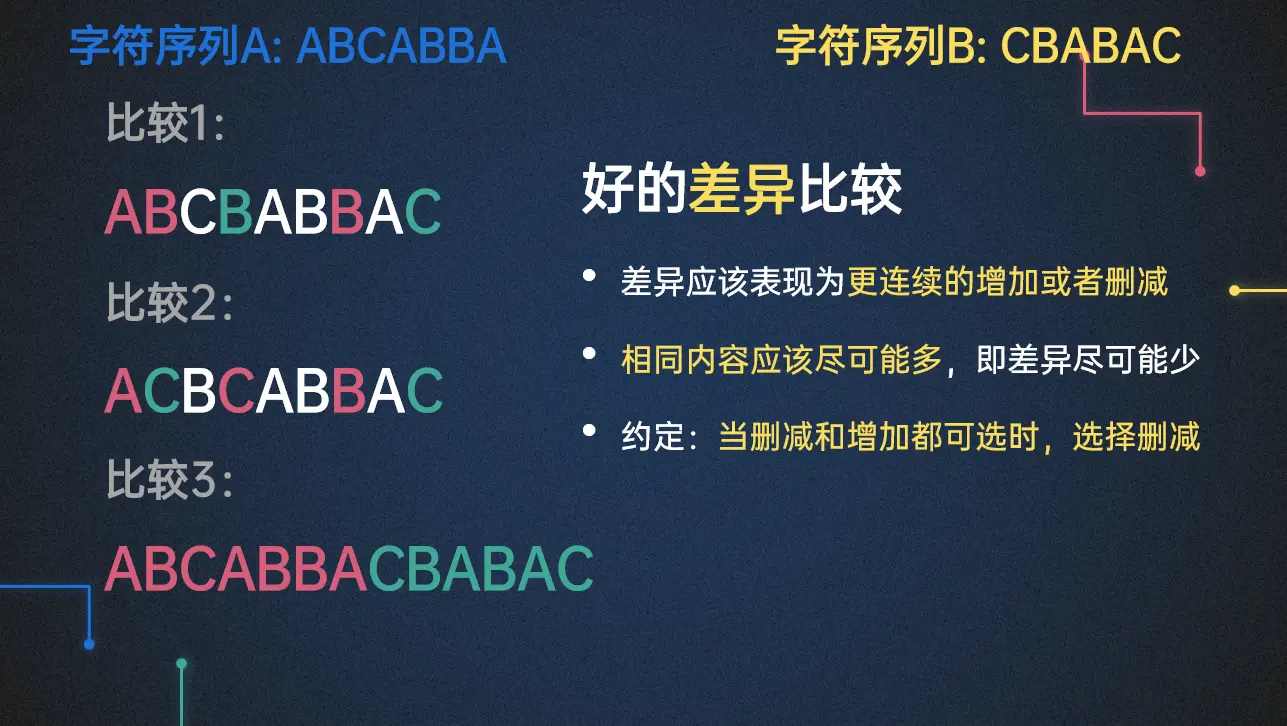 字符序列A: ABCABBA
字符序列B: CBABAC
比较1:
ABCBABBAC
比较2:
ACBCABBAC
比较3:
ABCABBACBABAC
好的差异比较
• 差异应该表现为更连续的增加或者删减
• 相同内容应该尽可能多，即差异尽可能少
• 约定：当删减和增加都可选时，选择删减